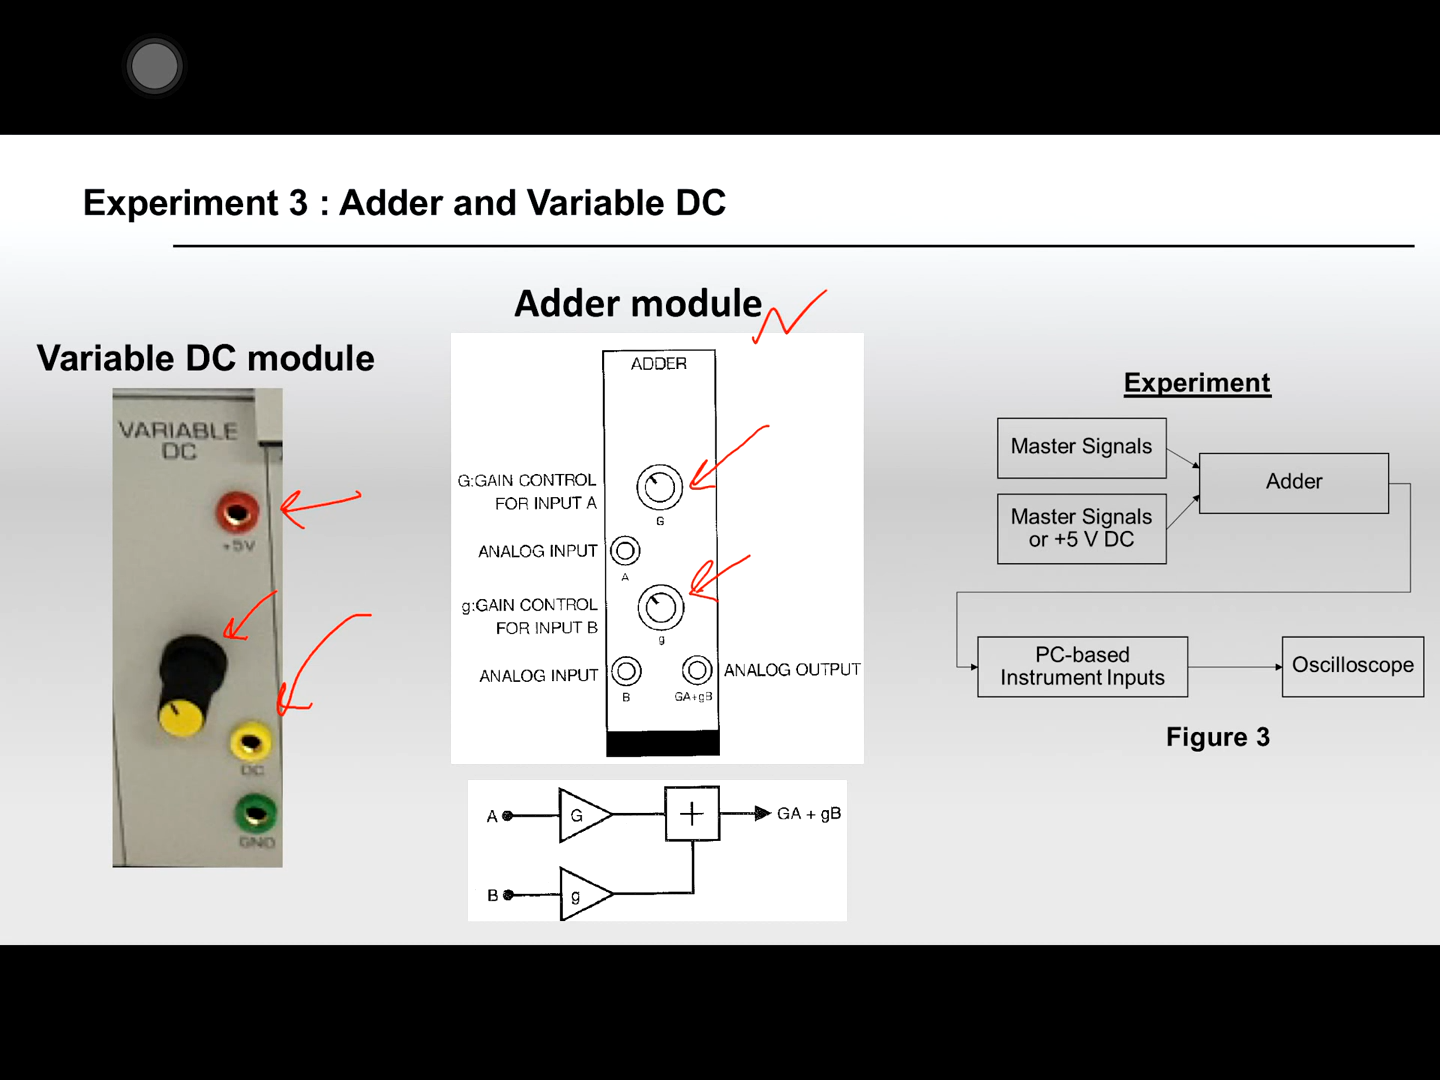 Experiment 3 : Adder and Variable DC
Variable DC module
VARIABLE
DC
+5V
DC
GND
Adder module
ADDER
G:GAIN CONTROL
FOR INPUT A
G
ANALOG INPUT
A
g:GAIN CONTROL
FOR INPUT B
g
ANALOG INPUT
B
ANALOG OUTPUT
GA+gB
A
G
+
GA + gB
B
g
Experiment
Master Signals
Master Signals
or +5 V DC
Adder
PC-based
Instrument Inputs
Oscilloscope
Figure 3